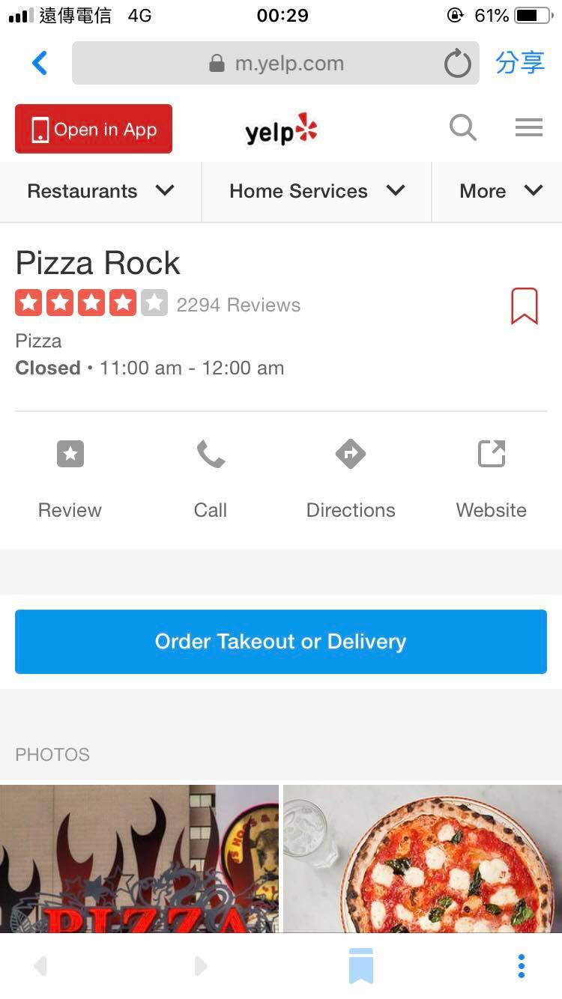 遠傳電信 4G 00:29 61%
m.yelp.com 分享
Open in App yelp
Restaurants Home Services More
Pizza Rock
2294 Reviews
Pizza
Closed • 11:00 am - 12:00 am
Review Call Directions Website
Order Takeout or Delivery
PHOTOS
PIZZA